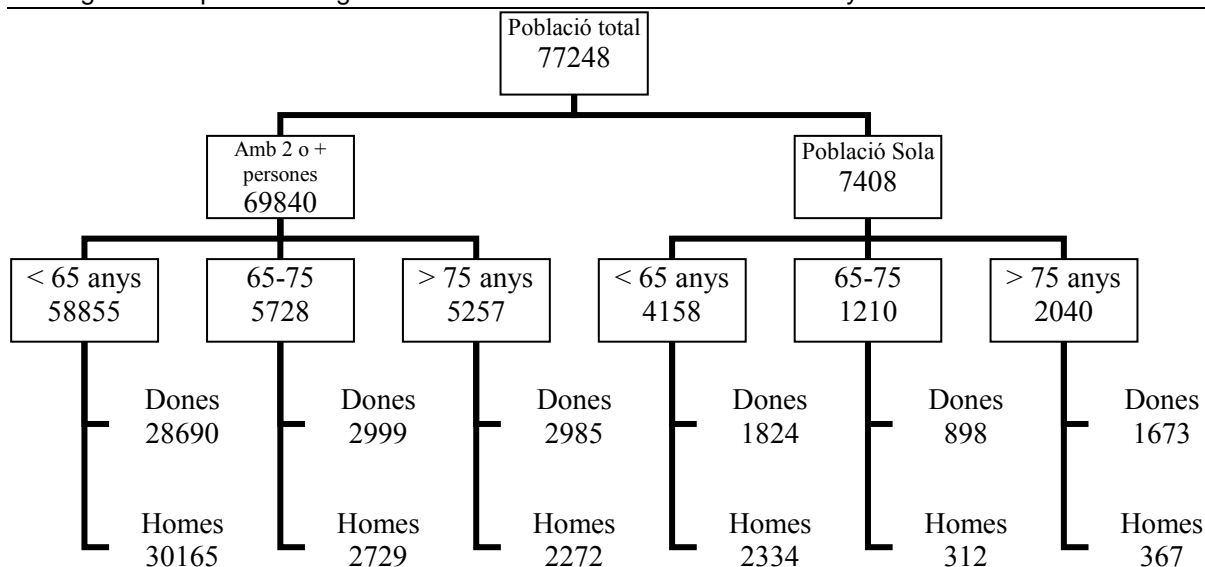 Població total
77248
Amb 2 o +
persones
69840
Població Sola
7408
< 65 anys
58855
65-75
5728
> 75 anys
5257
< 65 anys
4158
65-75
1210
> 75 anys
2040
Dones
28690
Dones
2999
Dones
2985
Dones
1824
Dones
898
Dones
1673
Homes
30165
Homes
2729
Homes
2272
Homes
2334
Homes
312
Homes
367